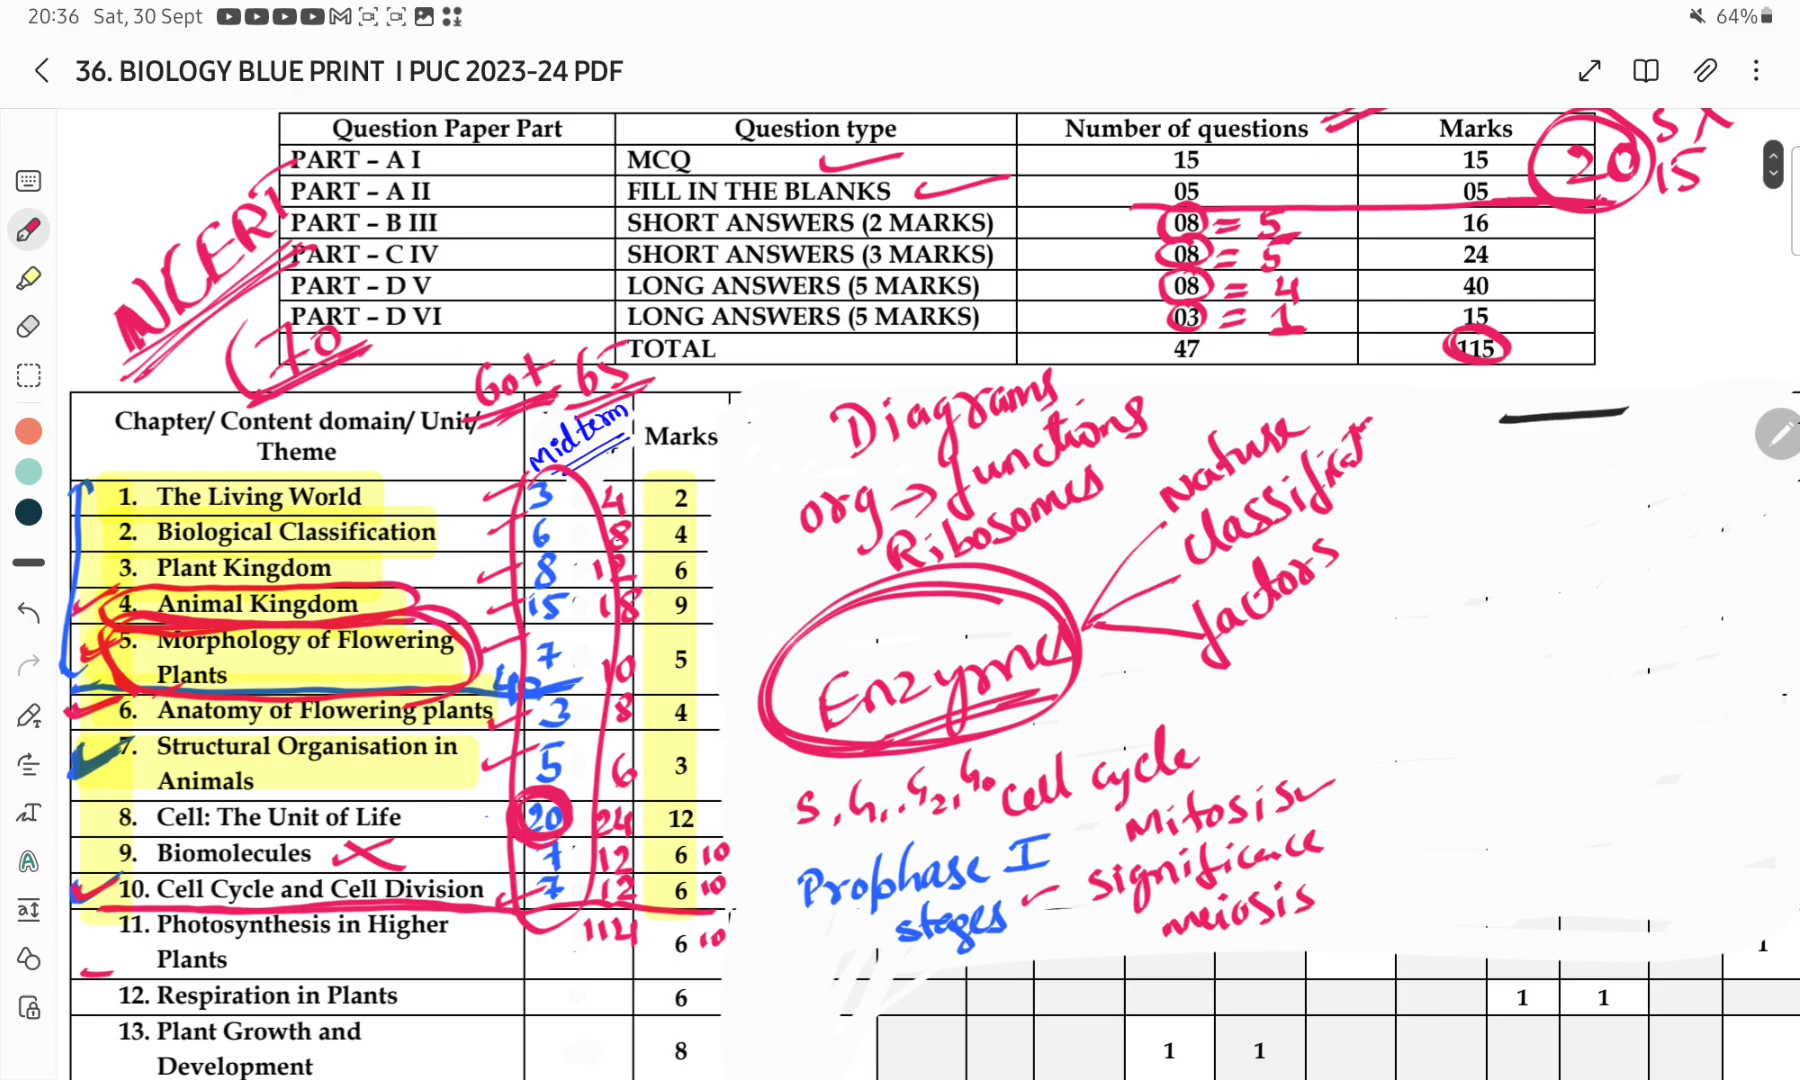 20:36 Sat, 30 Sept
64%
36. BIOLOGY BLUE PRINT I PUC 2023-24 PDF
Question Paper Part Question type Number of questions Marks
PART – A I MCQ 15 15
PART – A II FILL IN THE BLANKS 05 05
PART – B III SHORT ANSWERS (2 MARKS) 08 = 5 16
PART – C IV SHORT ANSWERS (3 MARKS) 08 = 5 24
PART – D V LONG ANSWERS (5 MARKS) 08 = 4 40
PART – D VI LONG ANSWERS (5 MARKS) 03 = 1 15
TOTAL 47 115
20
15
NCERT
70
60+ 65
Chapter/ Content domain/ Unit/
Theme
Midterm
Marks
1. The Living World 3 4 2
2. Biological Classification 6 8 4
3. Plant Kingdom 8 12 6
4. Animal Kingdom 15 18 9
5. Morphology of Flowering
Plants 7 10 5
40
6. Anatomy of Flowering plants 3 8 4
7. Structural Organisation in
Animals 5 6 3
8. Cell: The Unit of Life 20 24 12
9. Biomolecules 7 12 6 10
10. Cell Cycle and Cell Division 7 12 6 10
11. Photosynthesis in Higher
Plants 114 6 10
1
12. Respiration in Plants 6 1 1
13. Plant Growth and
Development 8 1 1
Diagrams
org → functions
Ribosomes
Enzymes
Nature
classificat
factors
cell cycle
Mitosis
Prophase I
stages
significance
meiosis